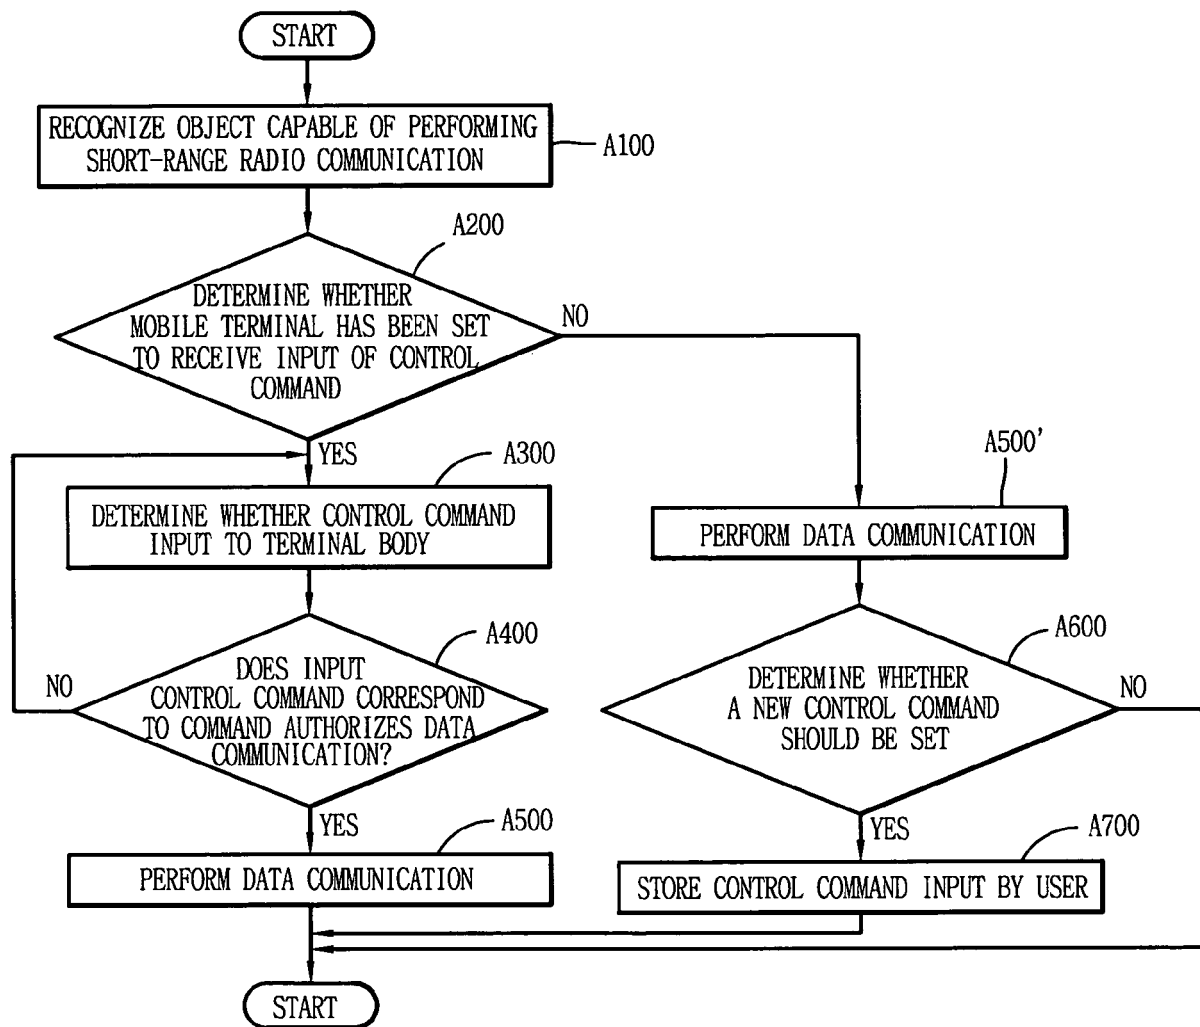 START
RECOGNIZE OBJECT CAPABLE OF PERFORMING
SHORT-RANGE RADIO COMMUNICATION
A100
A200
DETERMINE WHETHER
MOBILE TERMINAL HAS BEEN SET
TO RECEIVE INPUT OF CONTROL
COMMAND
NO
YES
A300
DETERMINE WHETHER CONTROL COMMAND
INPUT TO TERMINAL BODY
A400
DOES INPUT
CONTROL COMMAND CORRESPOND
TO COMMAND AUTHORIZES DATA
COMMUNICATION?
NO
YES
A500
PERFORM DATA COMMUNICATION
A500'
PERFORM DATA COMMUNICATION
A600
DETERMINE WHETHER
A NEW CONTROL COMMAND
SHOULD BE SET
NO
YES
A700
STORE CONTROL COMMAND INPUT BY USER
START